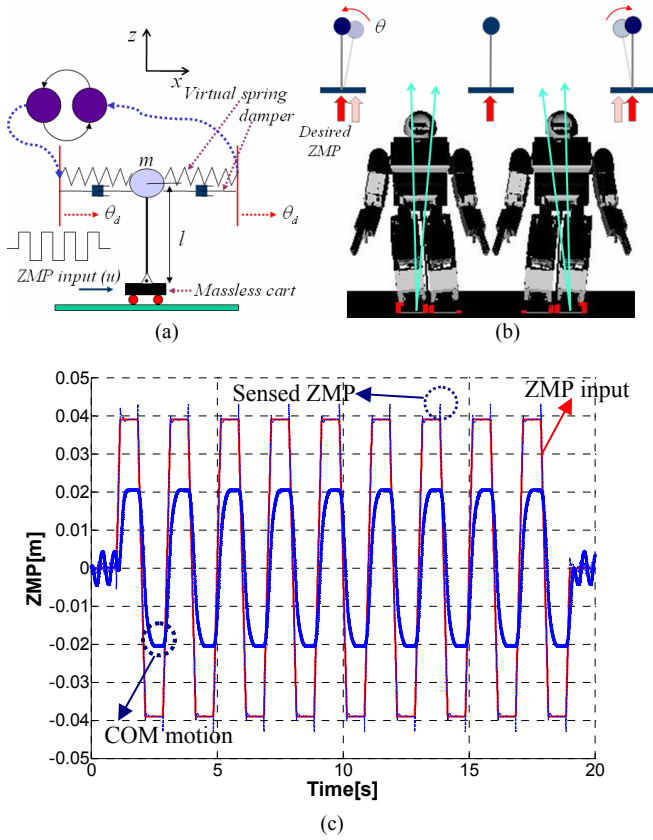 z
x
Virtual spring
damper
m
θd
θd
l
ZMP input (u)
Massless cart
(a)
θ
Desired
ZMP
(b)
0.05
0.04
0.03
0.02
0.01
0
-0.01
-0.02
-0.03
-0.04
-0.05
ZMP[m]
Sensed ZMP
ZMP input
COM motion
0
5
10
15
20
Time[s]
(c)